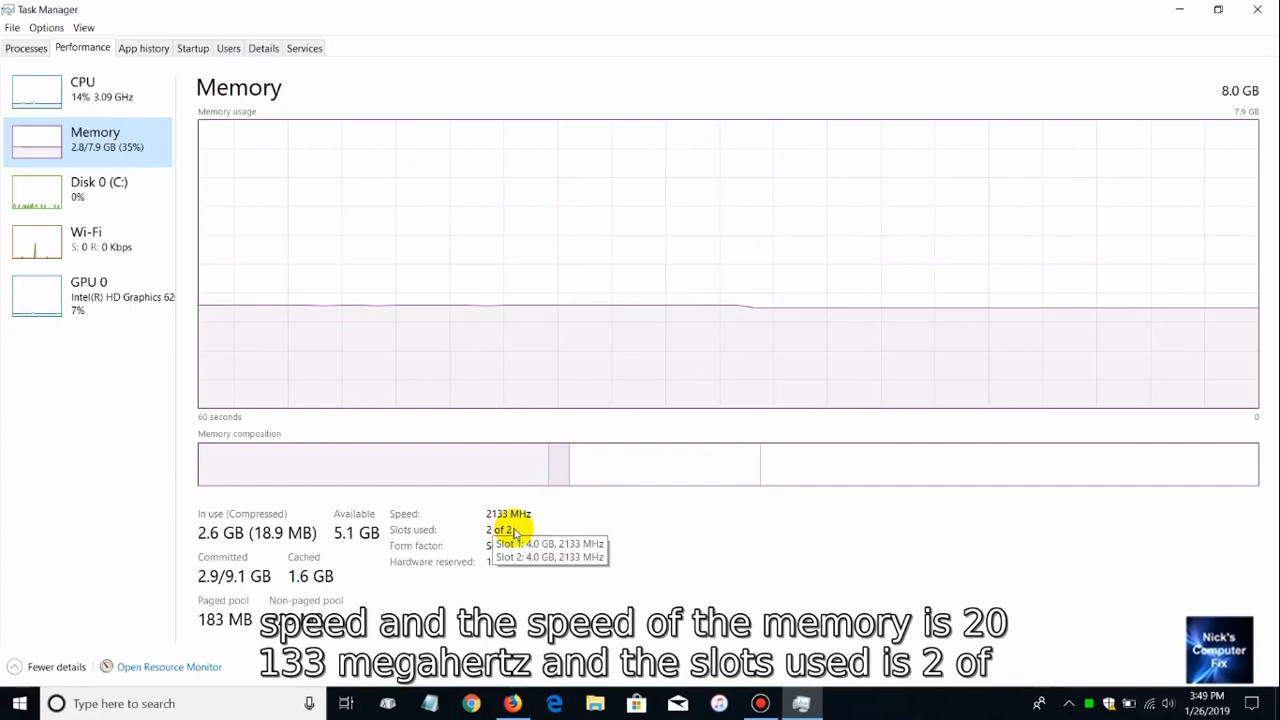 Task Manager
File Options View
Processes Performance App history Startup Users Details Services
CPU
14% 3.09 GHz
Memory
2.8/7.9 GB (35%)
Disk 0 (C:)
0%
Wi-Fi
S: 0 R: 0 Kbps
GPU 0
Intel(R) HD Graphics 62
7%
Memory
8.0 GB
Memory usage
7.9 GB
60 seconds
0
Memory composition
In use (Compressed)
2.6 GB (18.9 MB)
Available
5.1 GB
Committed
2.9/9.1 GB
Cached
1.6 GB
Paged pool
183 MB
Non-paged pool
Speed: 2133 MHz
Slots used: 2 of 2
Form factor: S
Hardware reserved: 1
Slot 1: 4.0 GB, 2133 MHz
Slot 2: 4.0 GB, 2133 MHz
speed and the speed of the memory is 20
133 megahertz and the slots used is 2 of
Nick's
Computer
Fix
Fewer details
Open Resource Monitor
Type here to search
3:49 PM
1/26/2019